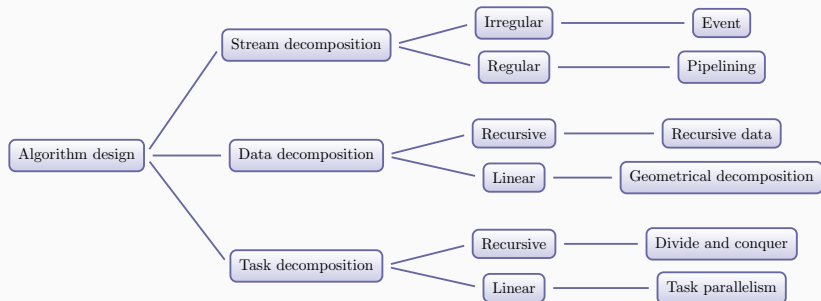 Algorithm design
Stream decomposition
Irregular
Event
Regular
Pipelining
Data decomposition
Recursive
Recursive data
Linear
Geometrical decomposition
Task decomposition
Recursive
Divide and conquer
Linear
Task parallelism